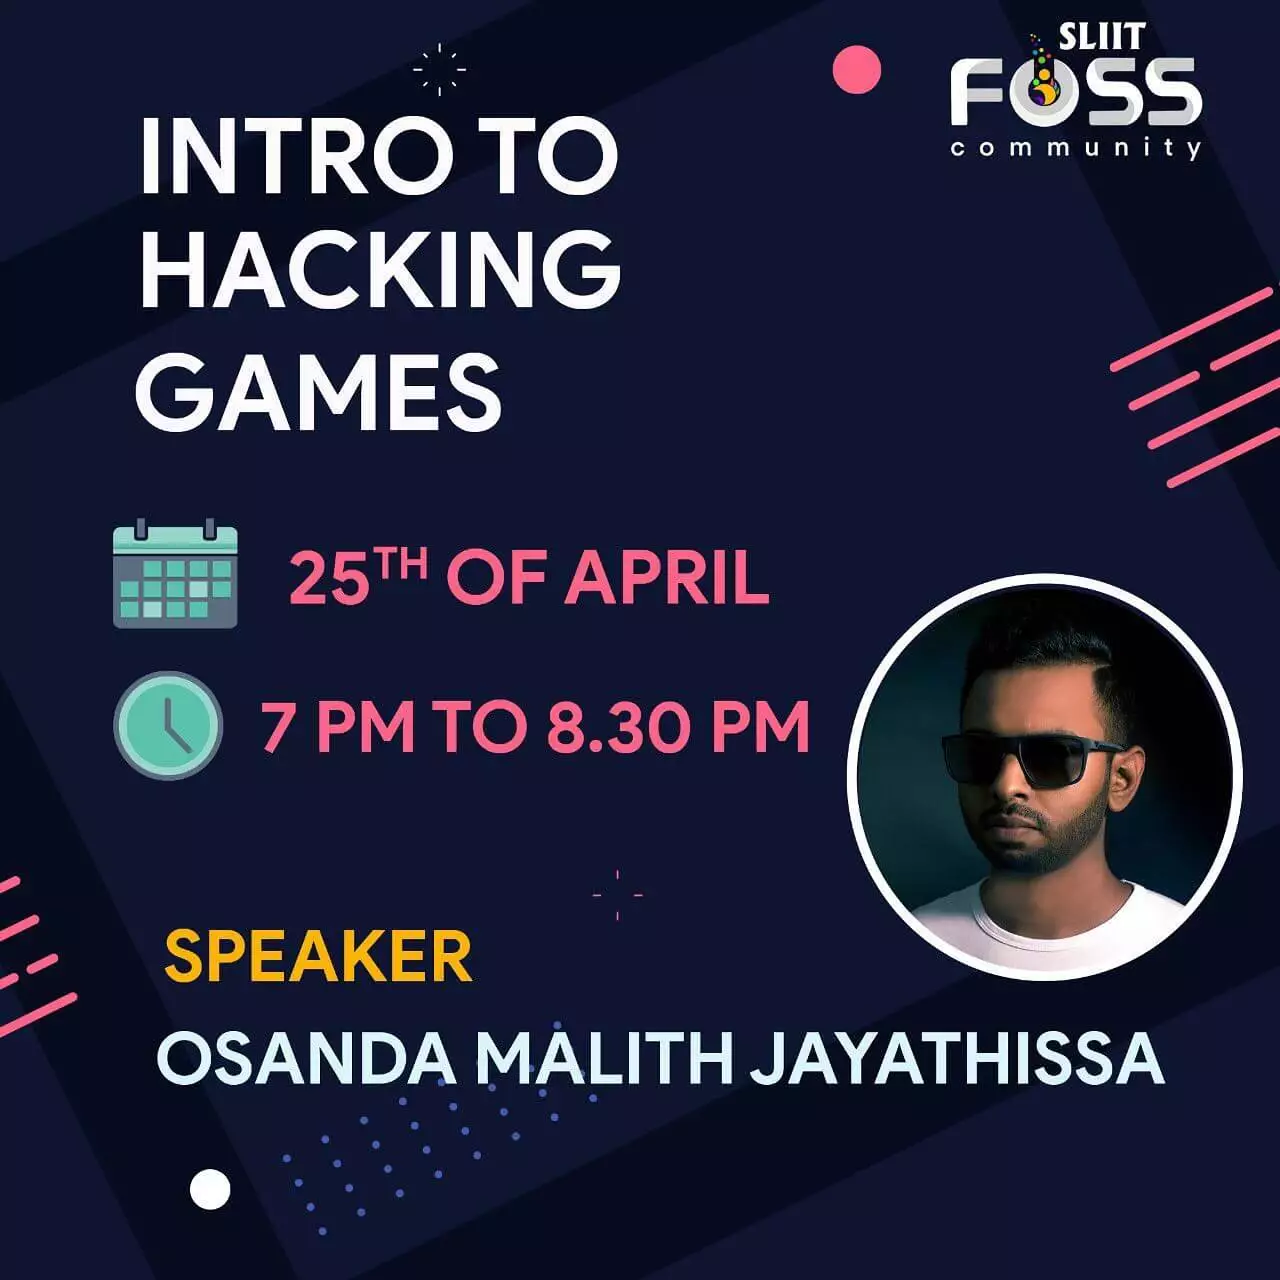 SLIIT
FOSS
community
INTRO TO
HACKING
GAMES
25TH OF APRIL
7 PM TO 8.30 PM
SPEAKER
OSANDA MALITH JAYATHISSA